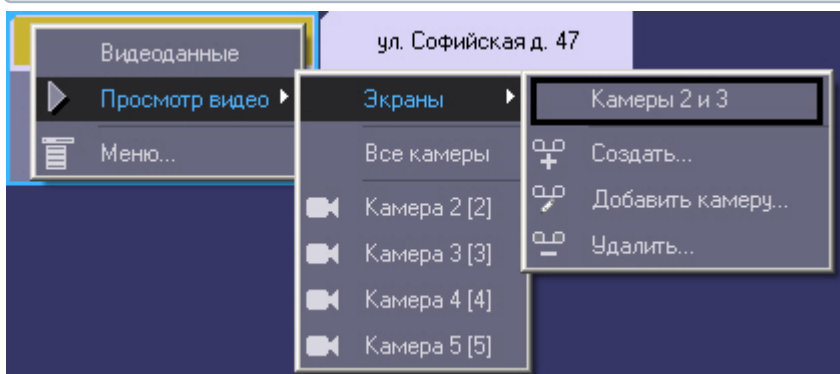 ул. Софийская д. 47
Видеоданные
Просмотр видео
Меню...
Экраны
Все камеры
Камера 2 [2]
Камера 3 [3]
Камера 4 [4]
Камера 5 [5]
Камеры 2 и 3
Создать...
Добавить камеру...
Удалить...